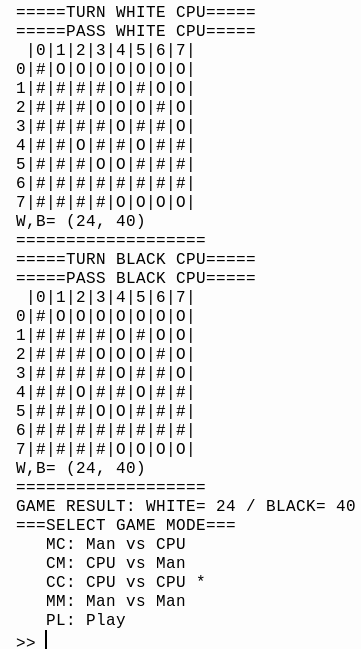 =====TURN WHITE CPU=====
=====PASS WHITE CPU=====
 |0|1|2|3|4|5|6|7|
0|#|O|O|O|O|O|O|O|
1|#|#|#|#|O|#|O|O|
2|#|#|#|O|O|O|#|O|
3|#|#|#|#|O|#|#|O|
4|#|#|O|#|#|O|#|#|
5|#|#|#|O|O|#|#|#|
6|#|#|#|#|#|#|#|#|
7|#|#|#|#|O|O|O|O|
W,B= (24, 40)
===================
=====TURN BLACK CPU=====
=====PASS BLACK CPU=====
 |0|1|2|3|4|5|6|7|
0|#|O|O|O|O|O|O|O|
1|#|#|#|#|O|#|O|O|
2|#|#|#|O|O|O|#|O|
3|#|#|#|#|O|#|#|O|
4|#|#|O|#|#|O|#|#|
5|#|#|#|O|O|#|#|#|
6|#|#|#|#|#|#|#|#|
7|#|#|#|#|O|O|O|O|
W,B= (24, 40)
===================
GAME RESULT: WHITE= 24 / BLACK= 40
===SELECT GAME MODE===
   MC: Man vs CPU
   CM: CPU vs Man
   CC: CPU vs CPU *
   MM: Man vs Man
   PL: Play
>>